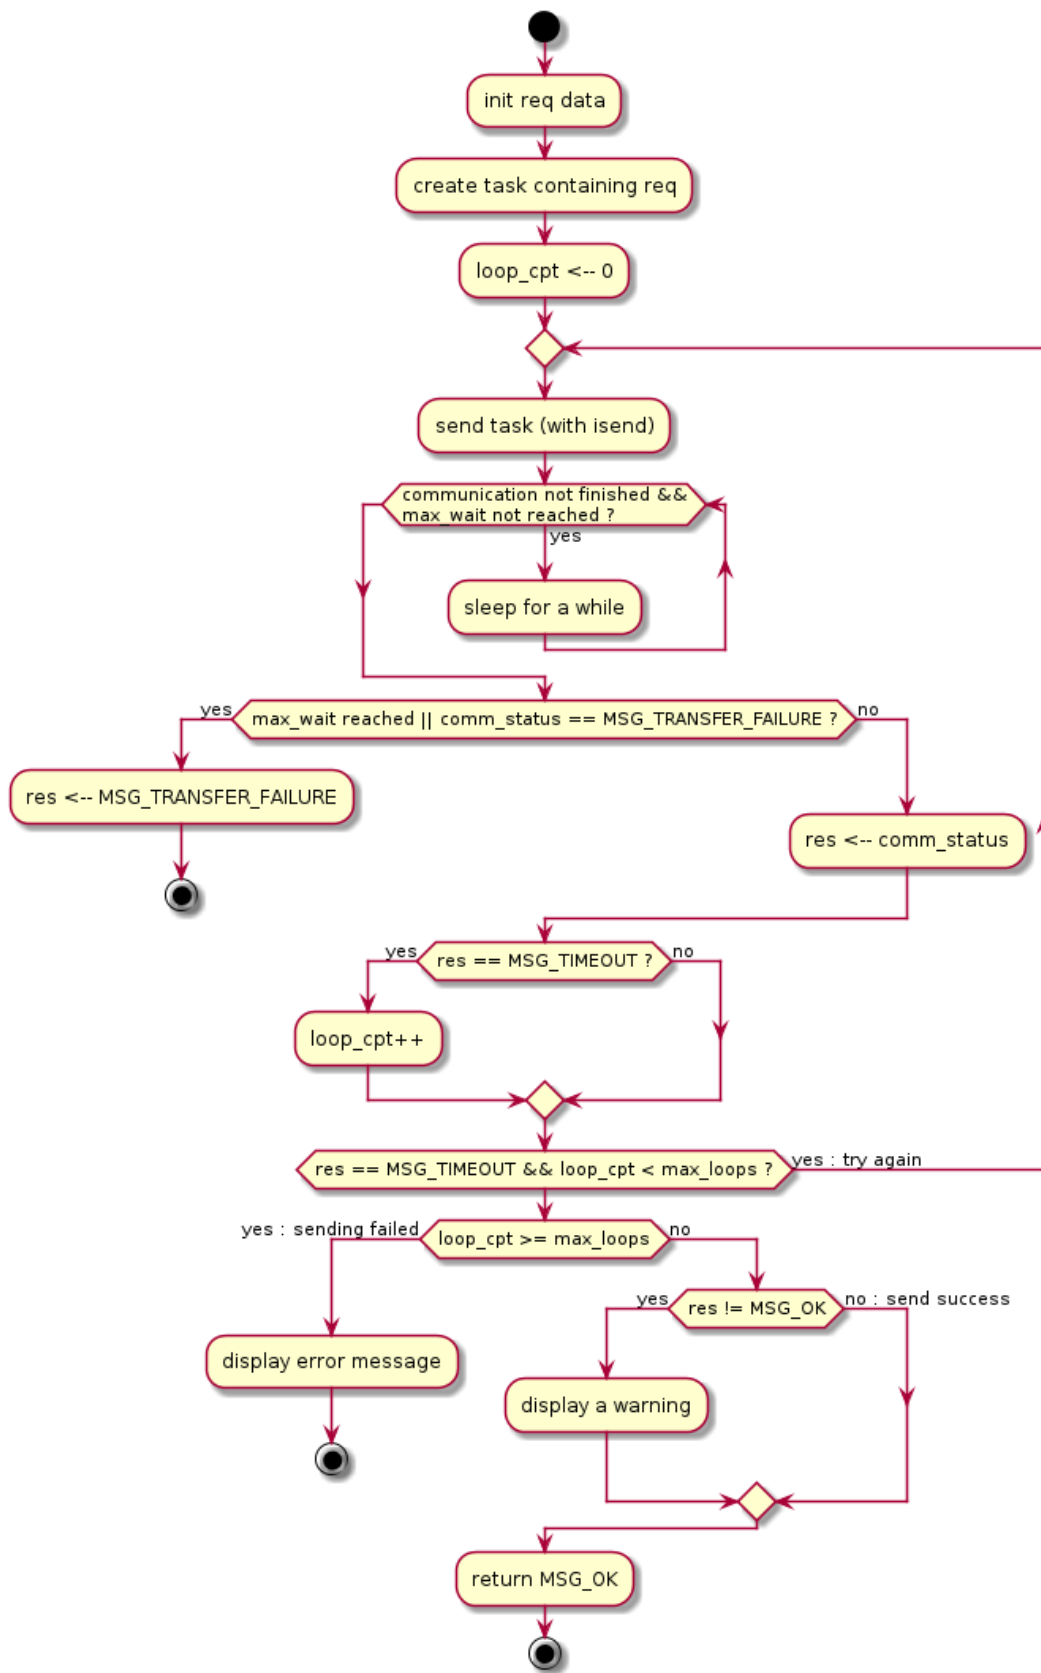 init req data
create task containing req
loop_cpt <-- 0
send task (with isend)
communication not finished &&
max_wait not reached ?
yes
sleep for a while
yes
max_wait reached || comm_status == MSG_TRANSFER_FAILURE ?
no
res <-- MSG_TRANSFER_FAILURE
res <-- comm_status
yes
res == MSG_TIMEOUT ?
no
loop_cpt++
res == MSG_TIMEOUT && loop_cpt < max_loops ?
yes : try again
yes : sending failed
loop_cpt >= max_loops
no
yes
res != MSG_OK
no : send success
display error message
display a warning
return MSG_OK